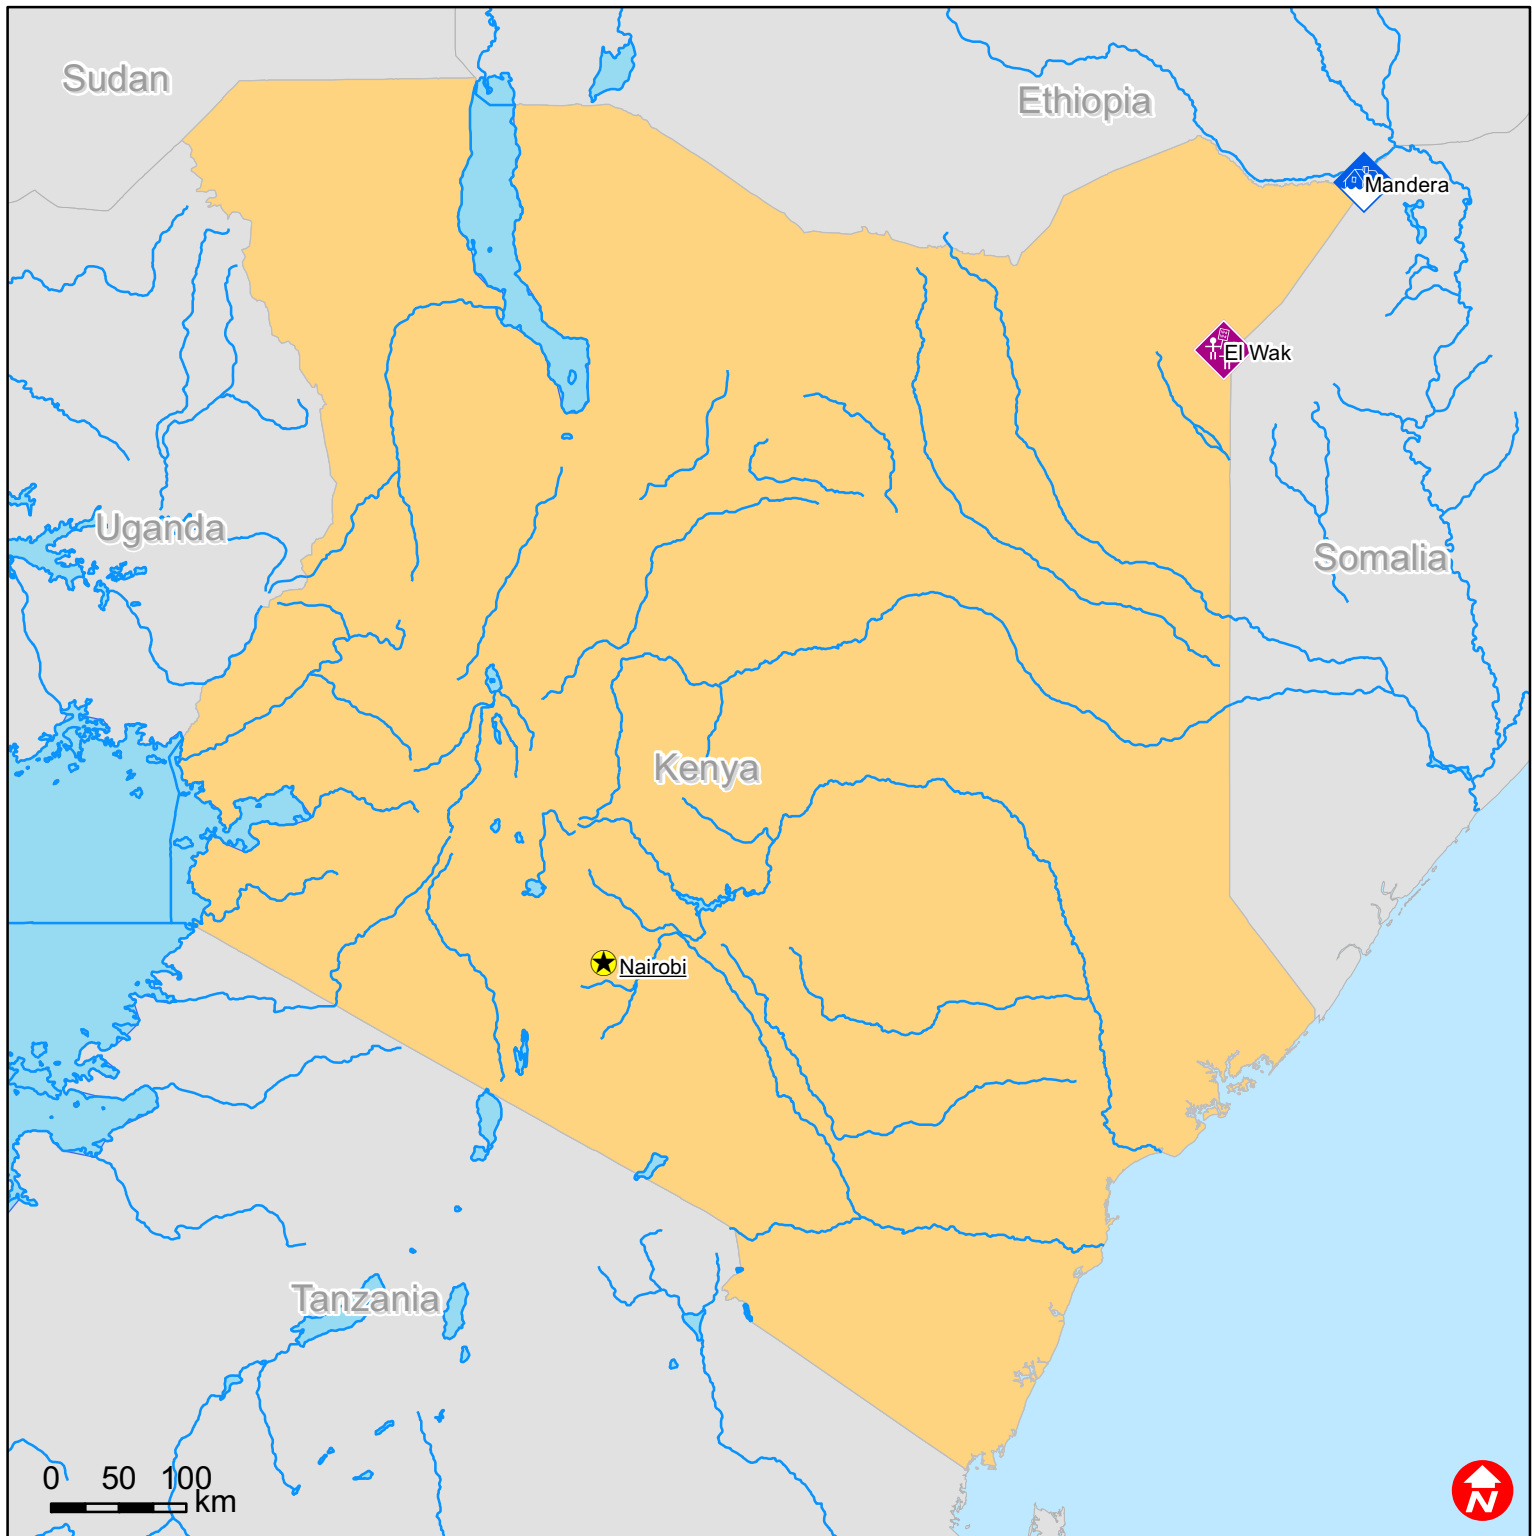 Sudan
Ethiopia
Mandera
El Wak
Uganda
Somalia
Kenya
Nairobi
Tanzania
0 50 100
km
N